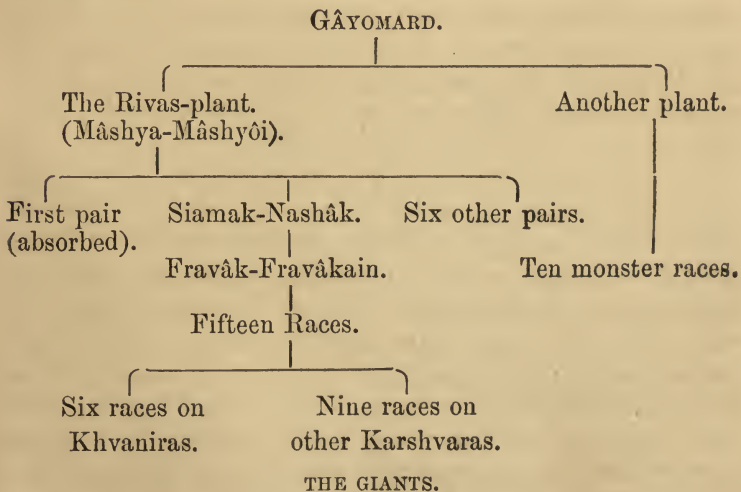 GÂYOMARD.
The Rivas-plant. Another plant.
(Mâshya-Mâshyôi).
First pair Siamak-Nashâk. Six other pairs.
(absorbed).
Fravâk-Fravâkain. Ten monster races.
Fifteen Races.
Six races on Nine races on
Khvaniras. other Karshvaras.
THE GIANTS.